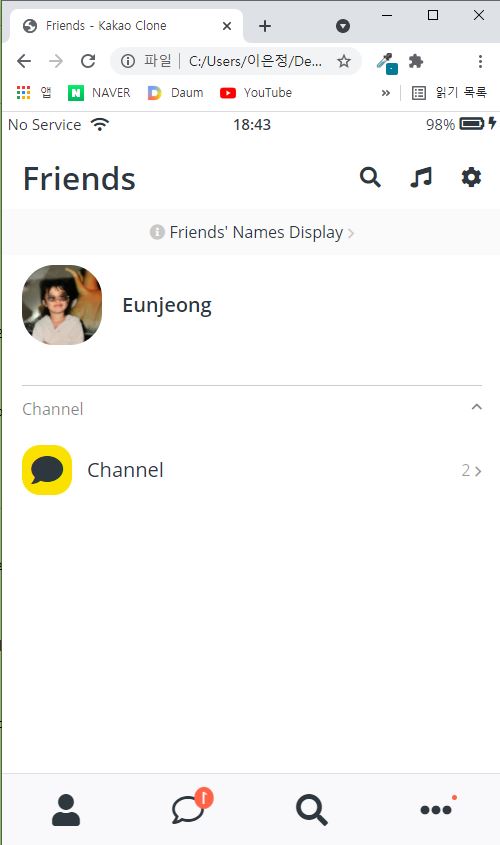 Friends - Kakao Clone
파일 C:/Users/이은정/De...
앱 NAVER Daum YouTube » 읽기 목록
No Service 18:43 98%
Friends
Friends' Names Display
Eunjeong
Channel
Channel 2
1